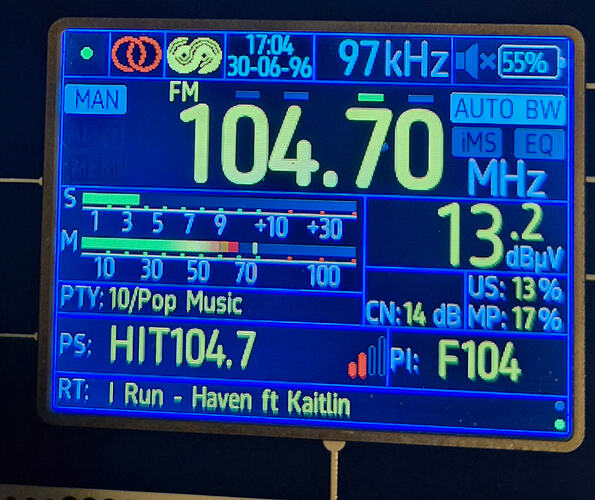 17:04
30-06-96
97kHz
55%
MAN
FM
104.70
MHz
AUTO BW
iMS EQ
S
1 3 5 7 9 +10 +30
M
10 30 50 70 100
13.2
dBµV
US: 13%
CN: 14 dB MP: 17%
PTY: 10/Pop Music
PS: HIT104.7
PI: F104
RT: I Run - Haven ft Kaitlin